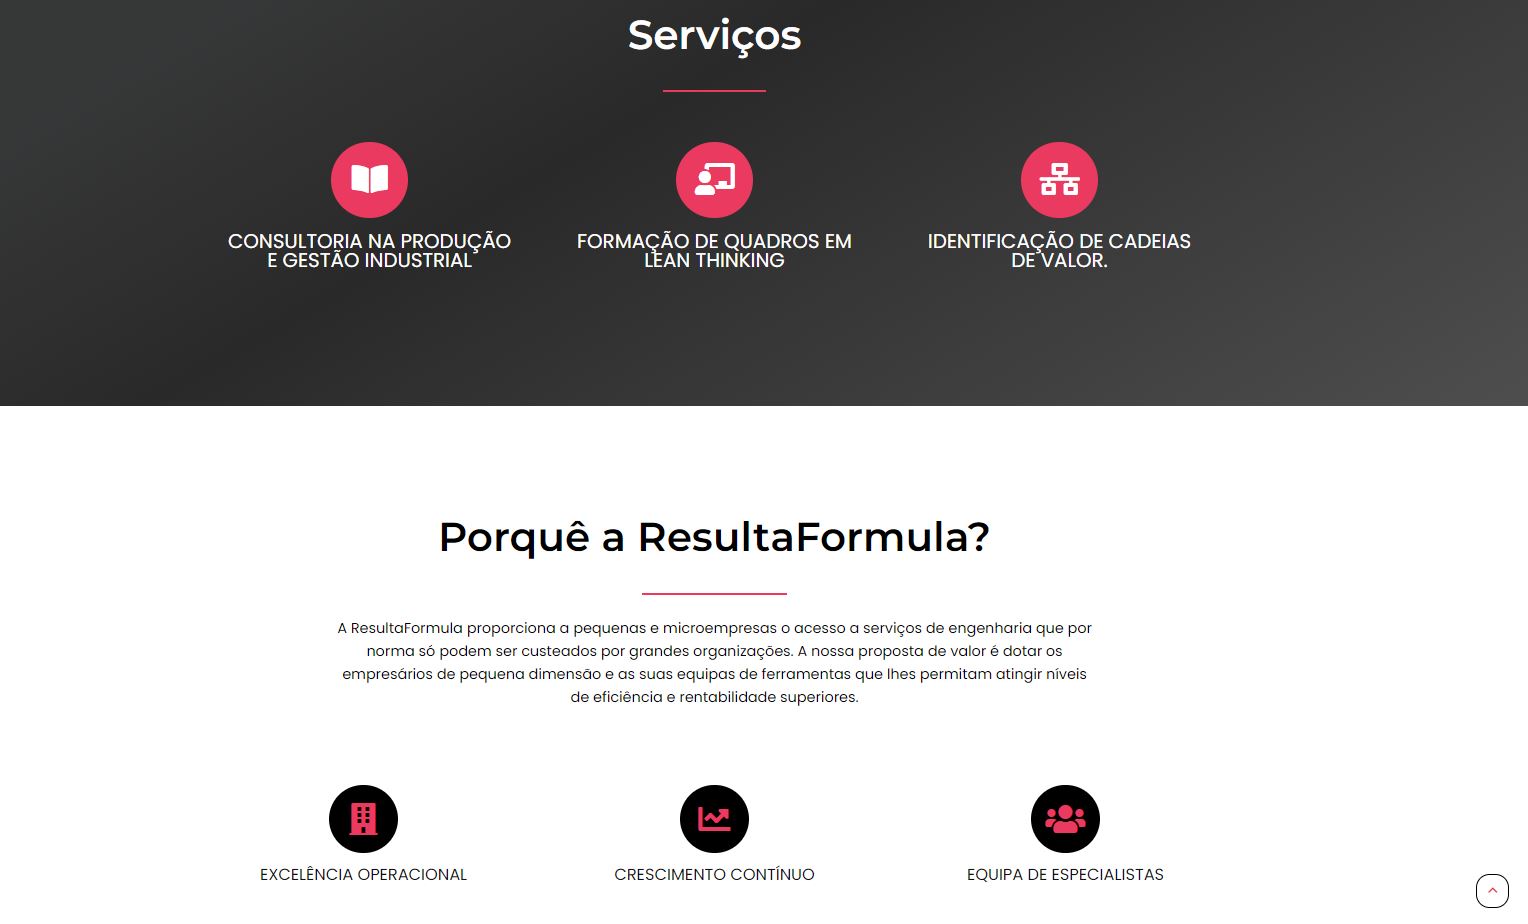 Serviços
CONSULTORIA NA PRODUÇÃO
E GESTÃO INDUSTRIAL
FORMAÇÃO DE QUADROS EM
LEAN THINKING
IDENTIFICAÇÃO DE CADEIAS
DE VALOR.
Porquê a ResultaFormula?
A ResultaFormula proporciona a pequenas e microempresas o acesso a serviços de engenharia que por
norma só podem ser custeados por grandes organizações. A nossa proposta de valor é dotar os
empresários de pequena dimensão e as suas equipas de ferramentas que lhes permitam atingir níveis
de eficiência e rentabilidade superiores.
EXCELÊNCIA OPERACIONAL
CRESCIMENTO CONTÍNUO
EQUIPA DE ESPECIALISTAS